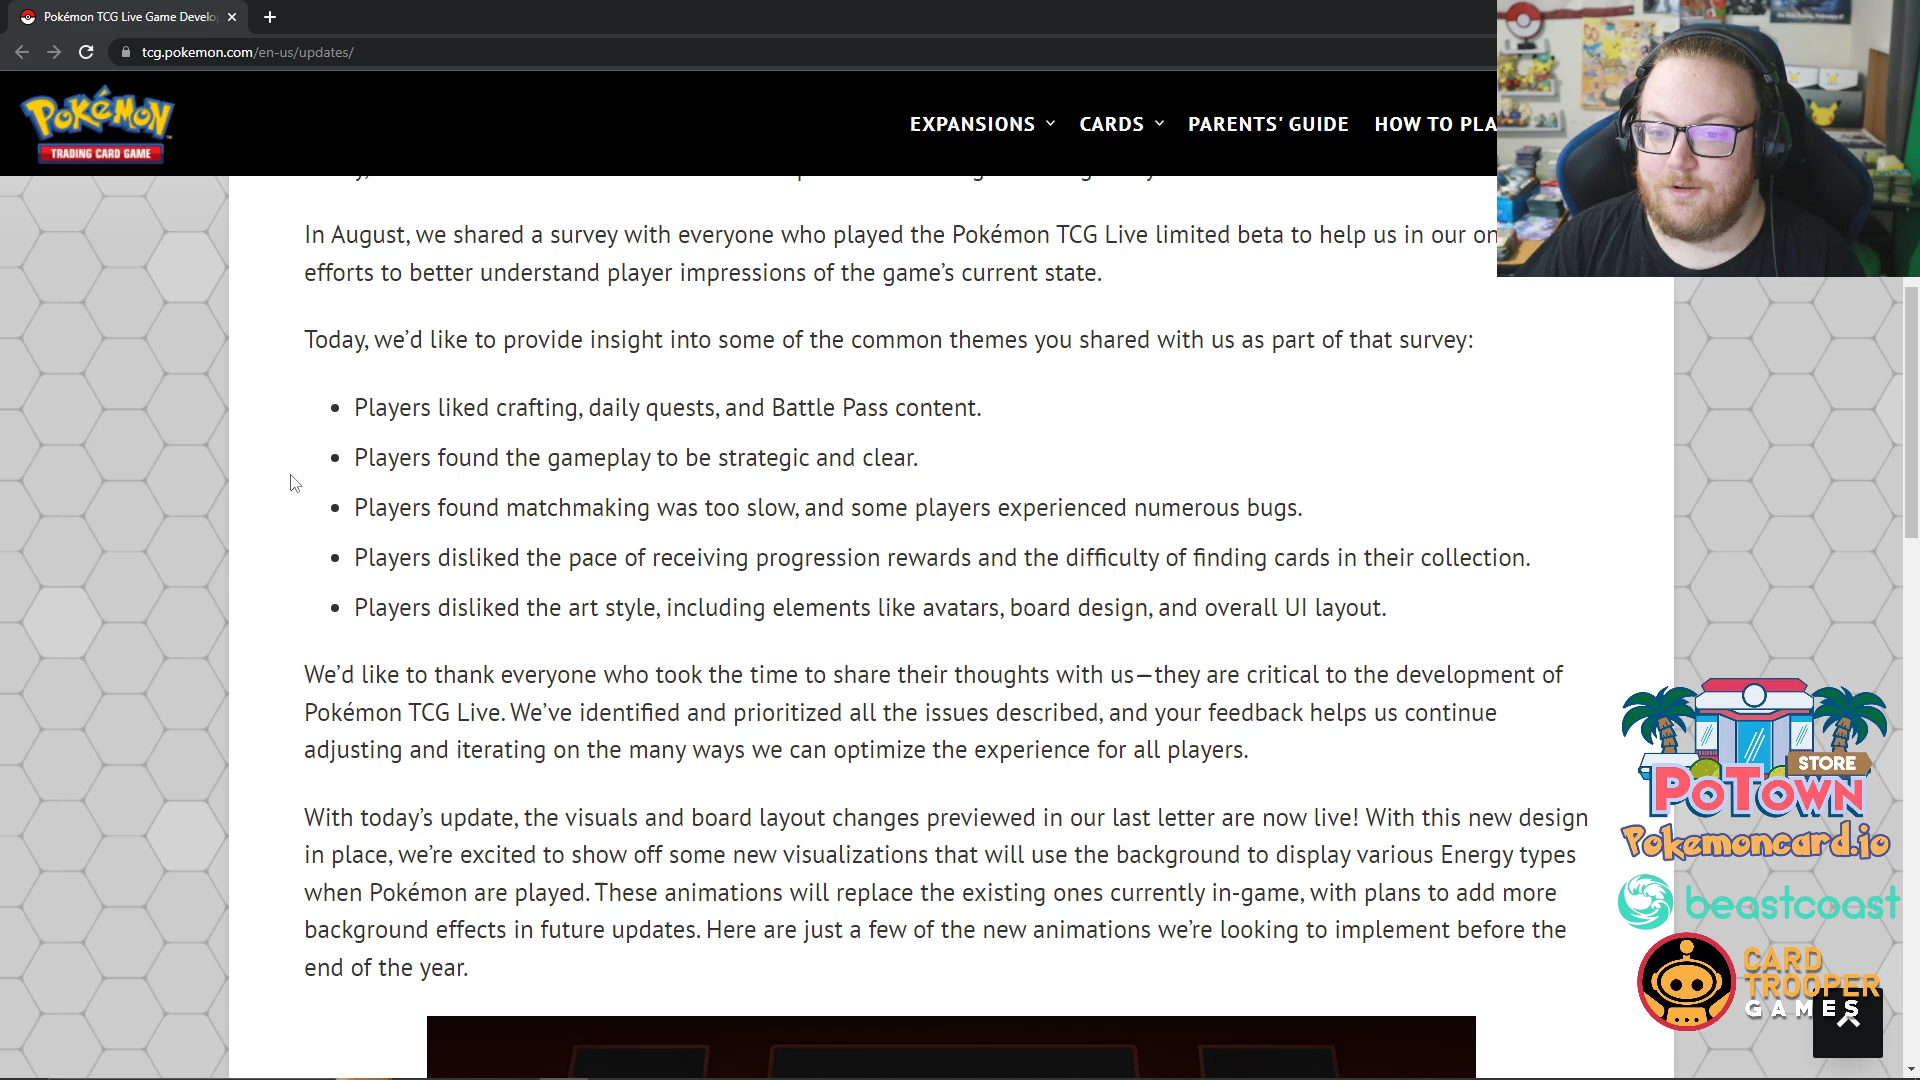 Pokémon TCG Live Game Develo
tcg.pokemon.com/en-us/updates/
POKéMON
TRADING CARD GAME
EXPANSIONS
CARDS
PARENTS' GUIDE
HOW TO PLA
In August, we shared a survey with everyone who played the Pokémon TCG Live limited beta to help us in our on
efforts to better understand player impressions of the game’s current state.
Today, we’d like to provide insight into some of the common themes you shared with us as part of that survey:
• Players liked crafting, daily quests, and Battle Pass content.
• Players found the gameplay to be strategic and clear.
• Players found matchmaking was too slow, and some players experienced numerous bugs.
• Players disliked the pace of receiving progression rewards and the difficulty of finding cards in their collection.
• Players disliked the art style, including elements like avatars, board design, and overall UI layout.
We’d like to thank everyone who took the time to share their thoughts with us—they are critical to the development of
Pokémon TCG Live. We’ve identified and prioritized all the issues described, and your feedback helps us continue
adjusting and iterating on the many ways we can optimize the experience for all players.
With today’s update, the visuals and board layout changes previewed in our last letter are now live! With this new design
in place, we’re excited to show off some new visualizations that will use the background to display various Energy types
when Pokémon are played. These animations will replace the existing ones currently in-game, with plans to add more
background effects in future updates. Here are just a few of the new animations we’re looking to implement before the
end of the year.
STORE
PoTown
Pokemoncard.io
beastcoast
CARD
TROOPER
GAMES